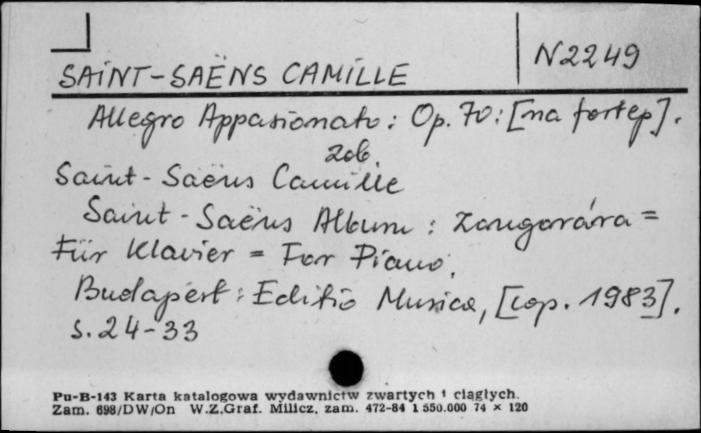 N2249
SAINT-SAËNS CAMILLE
Allegro Appasionato : Op. 70 : [na fortep].
zob.
Saint-Saëns Camille
Saint-Saëns Album : zongorára =
Für Klavier = For Piano.
Budapest : Editio Musica, [cop. 1983].
s. 24-33
Pu-B-143 Karta katalogowa wydawnictw zwartych i ciągłych.
Zam. 698/DW/On W.Z.Graf. Milicz, zam. 472-84 1 550.000 74 × 120